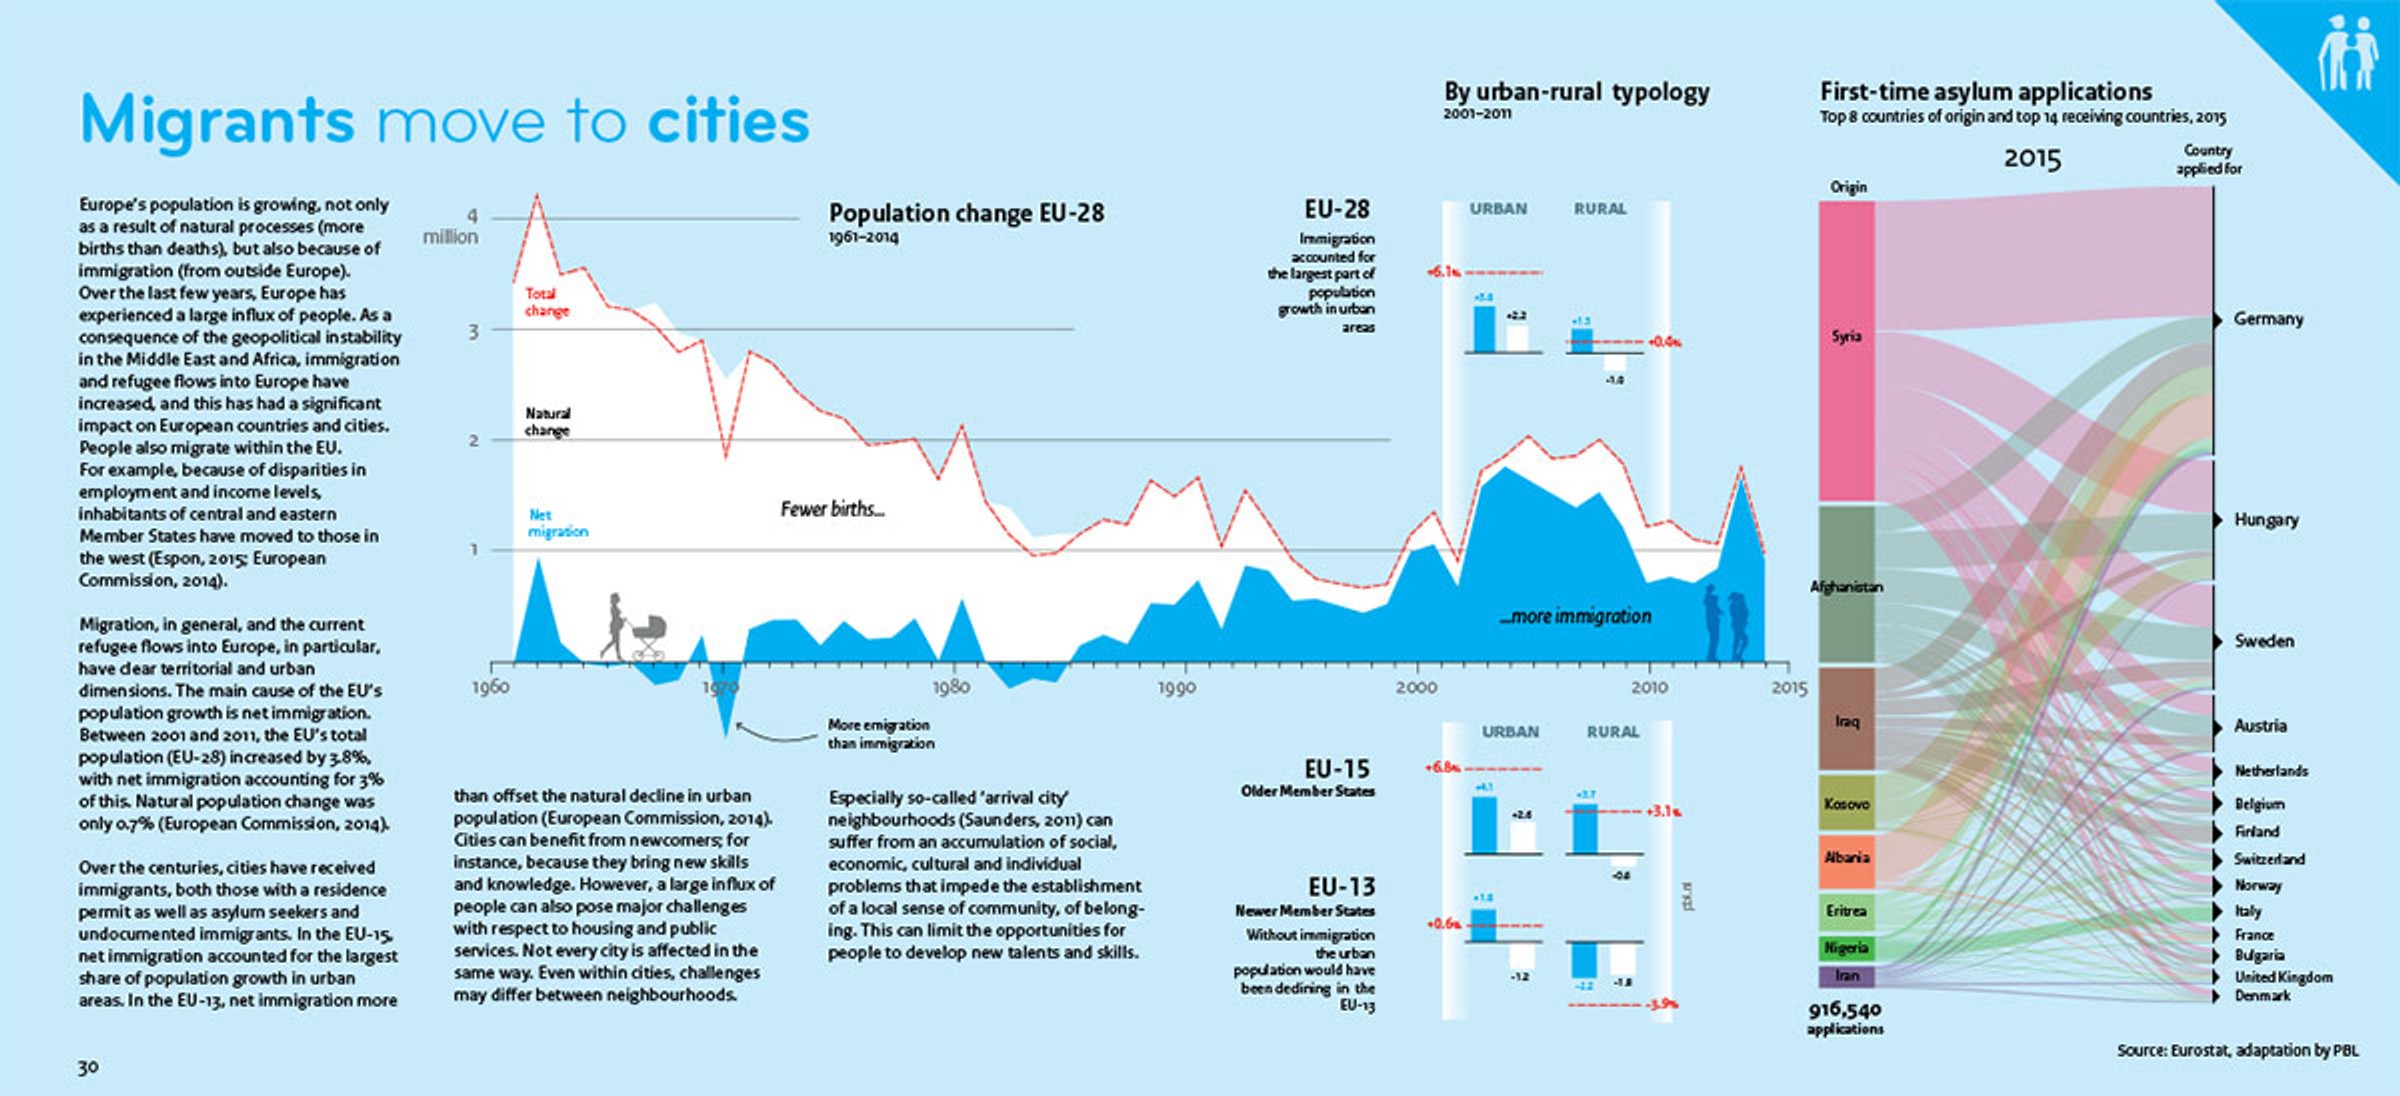 Migrants move to cities
Europe's population is growing, not only
as a result of natural processes (more
births than deaths), but also because of
immigration (from outside Europe).
Over the last few years, Europe has
experienced a large influx of people. As a
consequence of the geopolitical instability
in the Middle East and Africa, immigration
and refugee flows into Europe have
increased, and this has had a significant
impact on European countries and cities.
People also migrate within the EU.
For example, because of disparities in
employment and income levels,
inhabitants of central and eastern
Member States have moved to those in
the west (Espon, 2015; European
Commission, 2014).
Migration, in general, and the current
refugee flows into Europe, in particular,
have clear territorial and urban
dimensions. The main cause of the EU's
population growth is net immigration.
Between 2001 and 2011, the EU's total
population (EU-28) increased by 3.8%,
with net immigration accounting for 3%
of this. Natural population change was
only 0.7% (European Commission, 2014).
Over the centuries, cities have received
immigrants, both those with a residence
permit as well as asylum seekers and
undocumented immigrants. In the EU-15,
net immigration accounted for the largest
share of population growth in urban
areas. In the EU-13, net immigration more
than offset the natural decline in urban
population (European Commission, 2014).
Cities can benefit from newcomers; for
instance, because they bring new skills
and knowledge. However, a large influx of
people can also pose major challenges
with respect to housing and public
services. Not every city is affected in the
same way. Even within cities, challenges
may differ between neighbourhoods.
Especially so-called 'arrival city'
neighbourhoods (Saunders, 2011) can
suffer from an accumulation of social,
economic, cultural and individual
problems that impede the establishment
of a local sense of community, of belong-
ing. This can limit the opportunities for
people to develop new talents and skills.
Population change EU-28
1961–2014
4
million
3
2
1
Total
change
Natural
change
Net
migration
Fewer births...
...more immigration
1960
1970
1980
1990
2000
2010
2015
More emigration
than immigration
By urban-rural typology
2001–2011
EU-28
Immigration
accounted for
the largest part of
population
growth in urban
areas
URBAN
RURAL
+6.1%
+2.2
+0.4%
-1.0
EU-15
Older Member States
URBAN
RURAL
+6.8%
+4.1
+2.6
+3.7
+3.1%
-0.6
EU-13
Newer Member States
Without immigration
the urban
population would have
been declining in the
EU-13
+0.6%
+1.8
-1.2
-2.2
-1.8
-3.9%
pbl.nl
First-time asylum applications
Top 8 countries of origin and top 14 receiving countries, 2015
2015
Origin
Country
applied for
Syria
Afghanistan
Iraq
Kosovo
Albania
Eritrea
Nigeria
Iran
916,540
applications
Germany
Hungary
Sweden
Austria
Netherlands
Belgium
Finland
Switzerland
Norway
Italy
France
Bulgaria
United Kingdom
Denmark
Source: Eurostat, adaptation by PBL
30